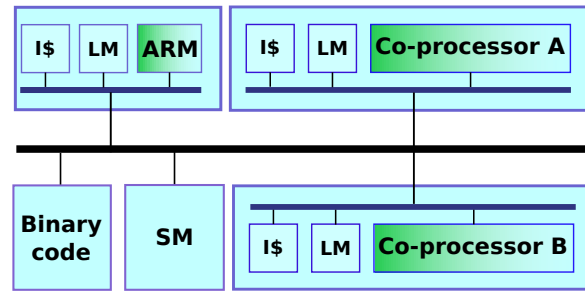 I$ LM ARM
I$ LM Co-processor A
Binary
code
SM
I$ LM Co-processor B